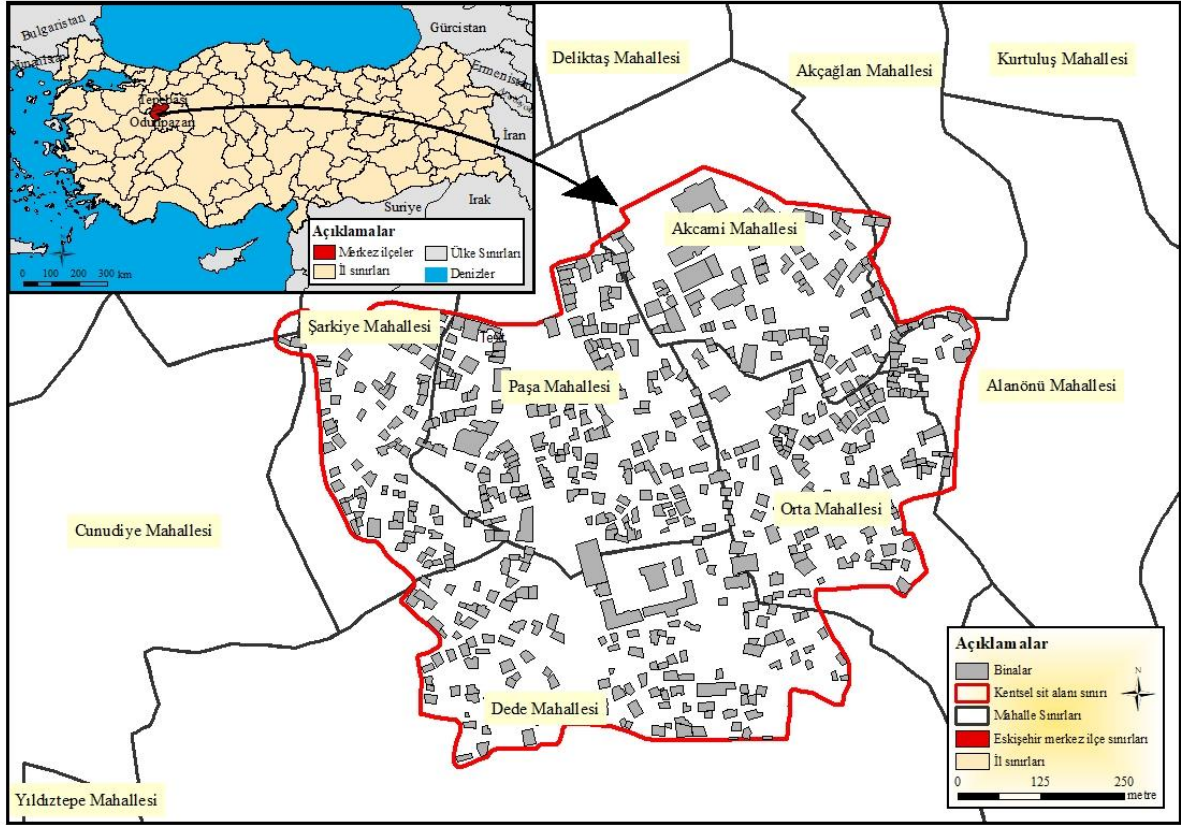 Bulgaristan
Gürcistan
Ermenistan
Tepebaşı
Odunpazarı
İran
Suriye
Irak
Açıklamalar
Merkez ilçeler
Ülke Sınırları
İl sınırları
Denizler
0 100 200 300 km
Deliktaş Mahallesi
Akçağlan Mahallesi
Kurtuluş Mahallesi
Akcami Mahallesi
Şarkiye Mahallesi
Paşa Mahallesi
Alanönü Mahallesi
Cunudiye Mahallesi
Orta Mahallesi
Dede Mahallesi
Yıldıztepe Mahallesi
Açıklamalar
Binalar
N
Kentsel sit alanı sınırı
Mahalle Sınırları
Eskişehir merkez ilçe sınırları
İl sınırları
0 125 250
metre